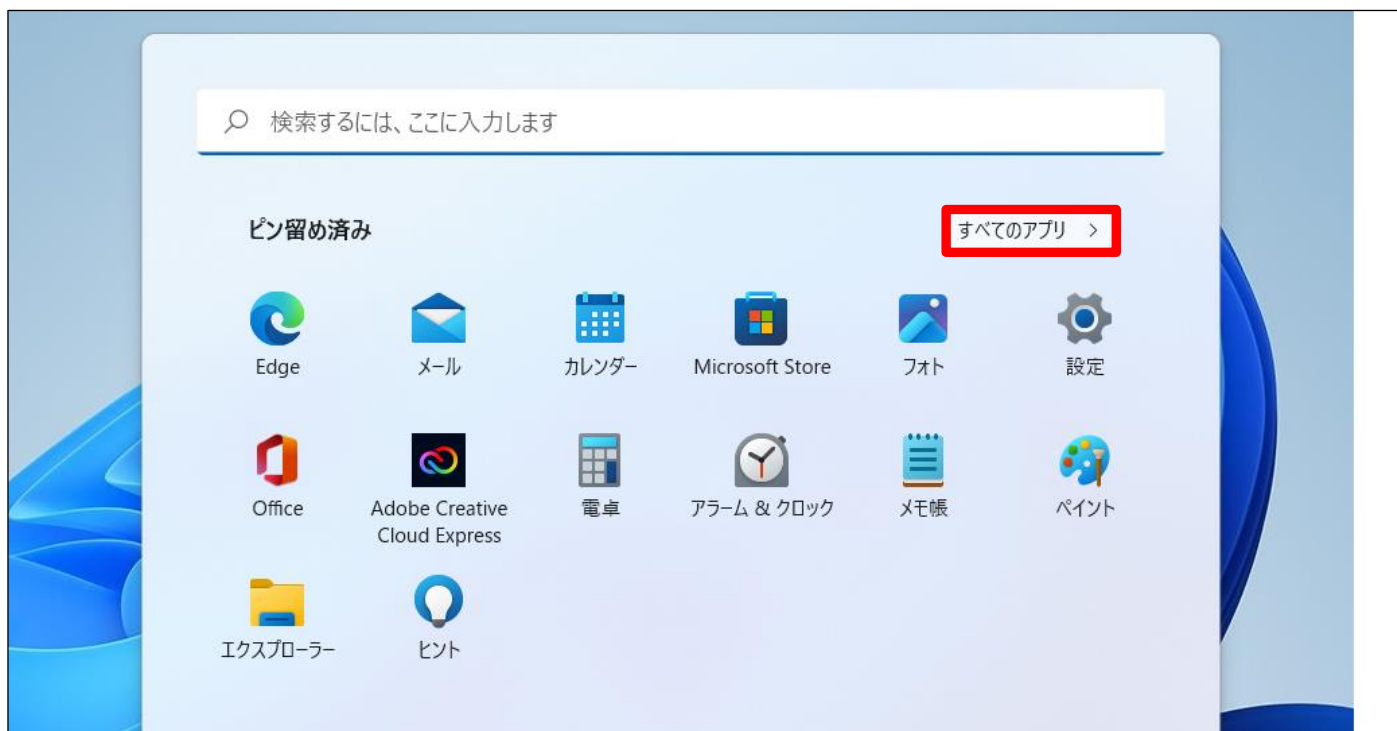 検索するには、ここに入力します
ピン留め済み
すべてのアプリ >
Edge
メール
カレンダー
Microsoft Store
フォト
設定
Office
Adobe Creative
Cloud Express
電卓
アラーム & クロック
メモ帳
ペイント
エクスプローラー
ヒント